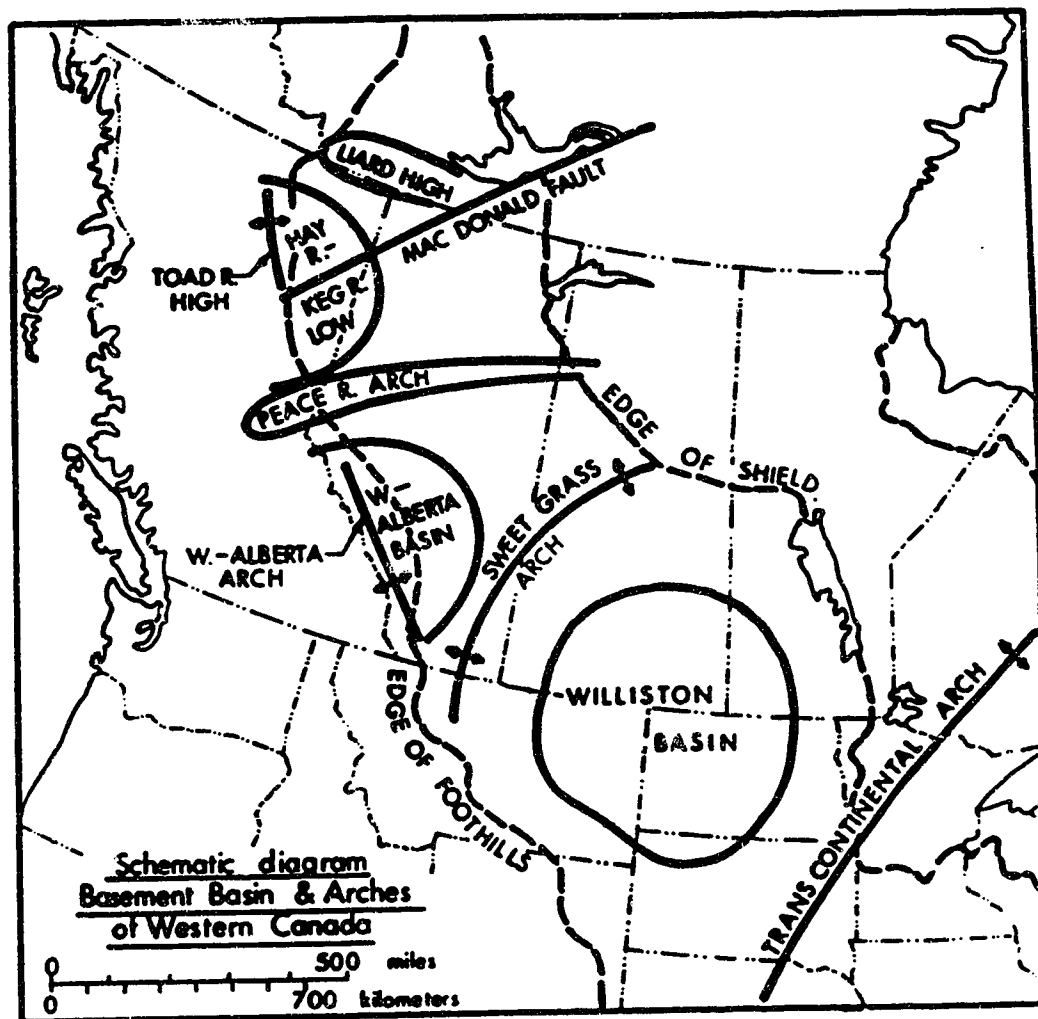 LIARD HIGH
MAC DONALD FAULT
HAY
R.-
KEG R.
LOW
TOAD R.
HIGH
PEACE R. ARCH
EDGE
OF SHIELD
W.-
ALBERTA
BASIN
W.-ALBERTA
ARCH
SWEET GRASS
ARCH
WILLISTON
BASIN
EDGE OF FOOTHILLS
TRANS CONTINENTAL ARCH
Schematic diagram
Basement Basin & Arches
of Western Canada
0 500 miles
0 700 kilometers